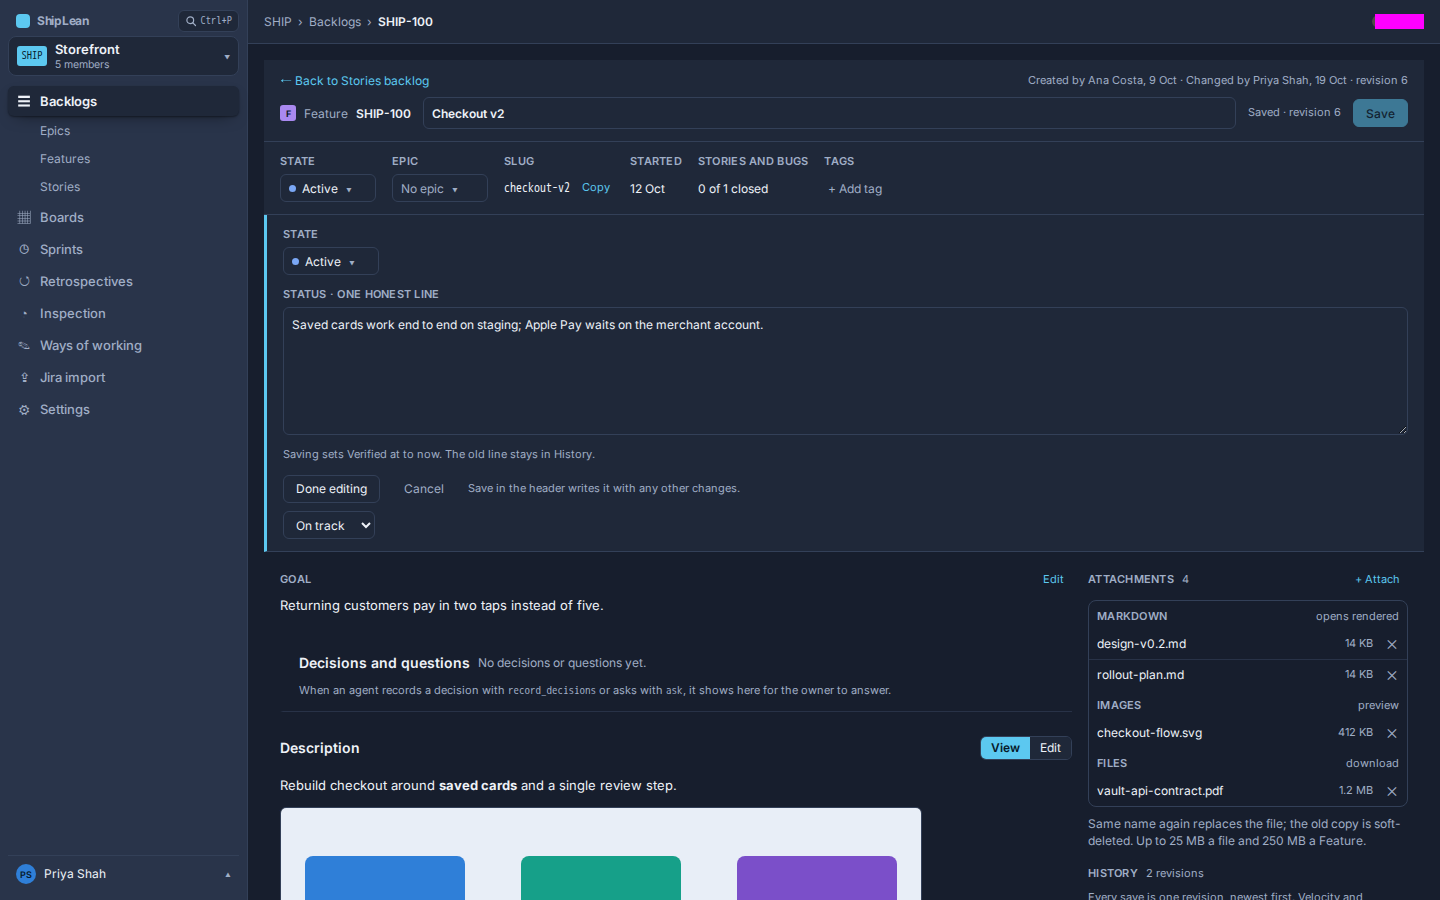 ShipLean
Ctrl+P
SHIP
Storefront
5 members
Backlogs
Epics
Features
Stories
Boards
Sprints
Retrospectives
Inspection
Ways of working
Jira import
Settings
PS
Priya Shah
SHIP › Backlogs › SHIP-100
← Back to Stories backlog
Created by Ana Costa, 9 Oct · Changed by Priya Shah, 19 Oct · revision 6
F Feature SHIP-100 Checkout v2
Saved · revision 6
Save
STATE EPIC SLUG STARTED STORIES AND BUGS TAGS
Active No epic checkout-v2 Copy 12 Oct 0 of 1 closed + Add tag
STATE
Active
STATUS · ONE HONEST LINE
Saved cards work end to end on staging; Apple Pay waits on the merchant account.
Saving sets Verified at to now. The old line stays in History.
Done editing Cancel Save in the header writes it with any other changes.
On track
GOAL
Edit
Returning customers pay in two taps instead of five.
Decisions and questions No decisions or questions yet.
When an agent records a decision with record_decisions or asks with ask, it shows here for the owner to answer.
Description
View Edit
Rebuild checkout around saved cards and a single review step.
ATTACHMENTS 4
+ Attach
MARKDOWN opens rendered
design-v0.2.md 14 KB
rollout-plan.md 14 KB
IMAGES preview
checkout-flow.svg 412 KB
FILES download
vault-api-contract.pdf 1.2 MB
Same name again replaces the file; the old copy is soft-
deleted. Up to 25 MB a file and 250 MB a Feature.
HISTORY 2 revisions
Every save is one revision, newest first. Velocity and